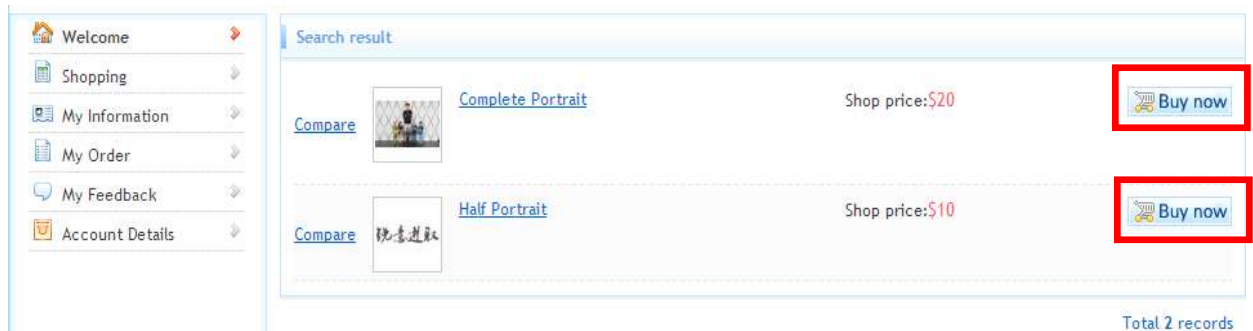 Welcome
Shopping
My Information
My Order
My Feedback
Account Details
Search result
Compare
Complete Portrait
Shop price:$20
Buy now
Compare
Half Portrait
Shop price:$10
Buy now
Total 2 records